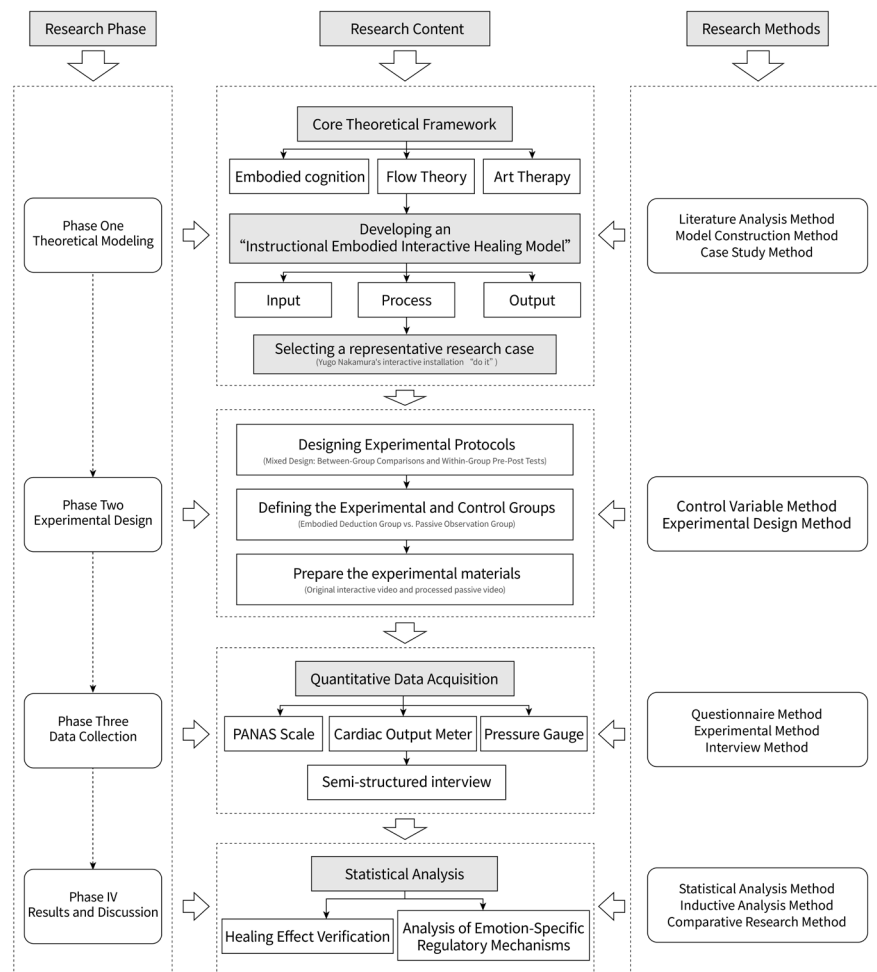 Research Phase
Research Content
Research Methods
Core Theoretical Framework
Embodied cognition
Flow Theory
Art Therapy
Phase One
Theoretical Modeling
Developing an
“Instructional Embodied Interactive Healing Model”
Literature Analysis Method
Model Construction Method
Case Study Method
Input
Process
Output
Selecting a representative research case
(Yugo Nakamura's interactive installation “do it”)
Designing Experimental Protocols
(Mixed Design: Between-Group Comparisons and Within-Group Pre-Post Tests)
Phase Two
Experimental Design
Defining the Experimental and Control Groups
(Embodied Deduction Group vs. Passive Observation Group)
Control Variable Method
Experimental Design Method
Prepare the experimental materials
(Original interactive video and processed passive video)
Quantitative Data Acquisition
Phase Three
Data Collection
PANAS Scale
Cardiac Output Meter
Pressure Gauge
Questionnaire Method
Experimental Method
Interview Method
Semi-structured interview
Statistical Analysis
Phase IV
Results and Discussion
Healing Effect Verification
Analysis of Emotion-Specific
Regulatory Mechanisms
Statistical Analysis Method
Inductive Analysis Method
Comparative Research Method